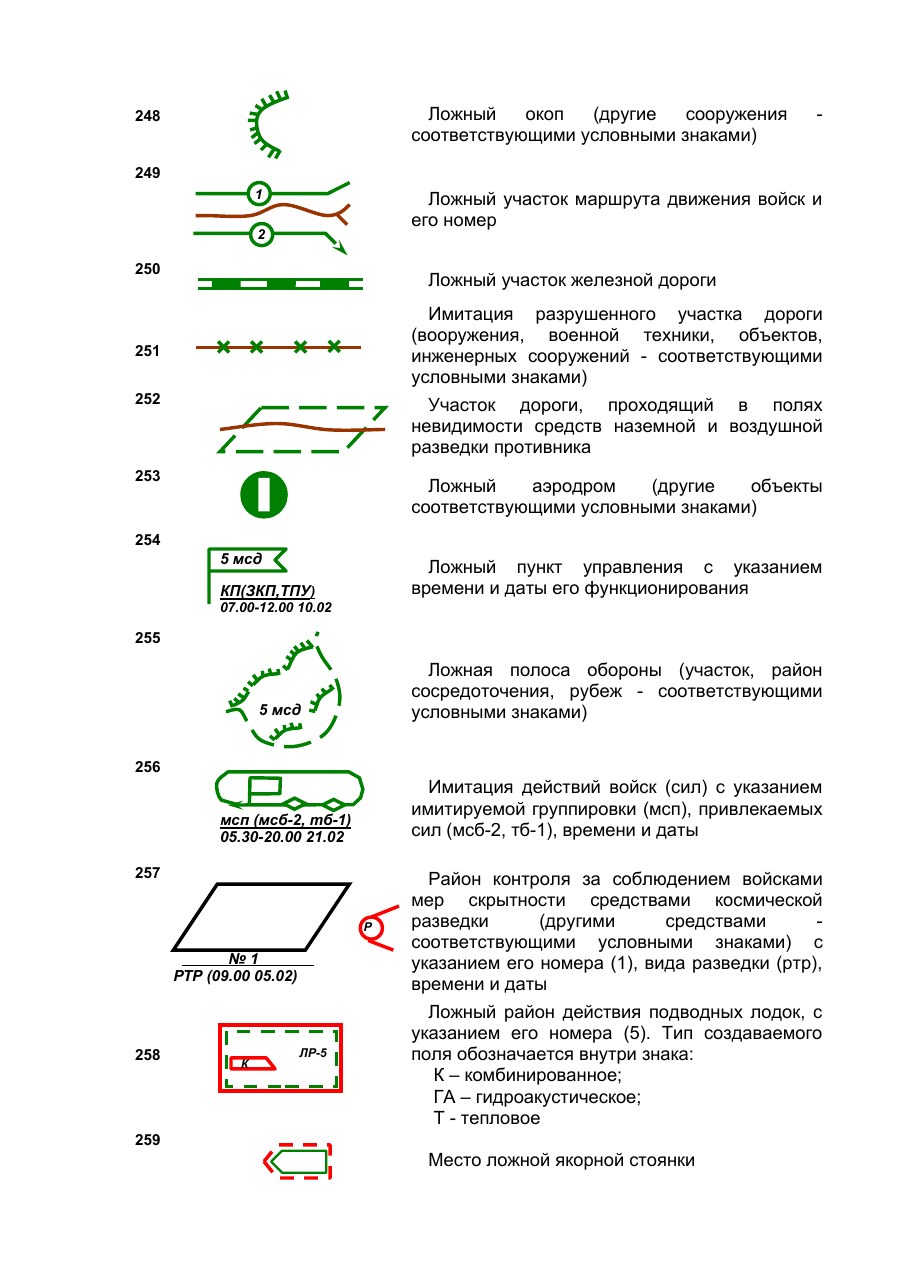 248
Ложный окоп (другие сооружения -
соответствующими условными знаками)
249
1
2
Ложный участок маршрута движения войск и
его номер
250
Ложный участок железной дороги
251
Имитация разрушенного участка дороги
(вооружения, военной техники, объектов,
инженерных сооружений - соответствующими
условными знаками)
252
Участок дороги, проходящий в полях
невидимости средств наземной и воздушной
разведки противника
253
Ложный аэродром (другие объекты
соответствующими условными знаками)
254
5 мсд
КП(ЗКП,ТПУ)
07.00-12.00 10.02
Ложный пункт управления с указанием
времени и даты его функционирования
255
5 мсд
Ложная полоса обороны (участок, район
сосредоточения, рубеж - соответствующими
условными знаками)
256
мсп (мсб-2, тб-1)
05.30-20.00 21.02
Имитация действий войск (сил) с указанием
имитируемой группировки (мсп), привлекаемых
сил (мсб-2, тб-1), времени и даты
257
Р
№ 1
РТР (09.00 05.02)
Район контроля за соблюдением войсками
мер скрытности средствами космической
разведки (другими средствами -
соответствующими условными знаками) с
указанием его номера (1), вида разведки (ртр),
времени и даты
258
ЛР-5
К
Ложный район действия подводных лодок, с
указанием его номера (5). Тип создаваемого
поля обозначается внутри знака:
К – комбинированное;
ГА – гидроакустическое;
Т - тепловое
259
Место ложной якорной стоянки